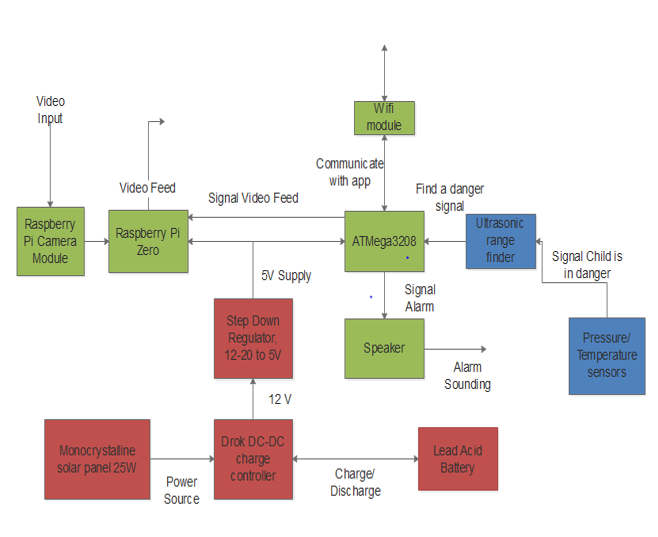 Video
Input
Wifi
module
Communicate
with app
Video Feed
Signal Video Feed
Find a danger
signal
Raspberry
Pi Camera
Module
Raspberry Pi
Zero
ATMega3208
Ultrasonic
range
finder
Signal Child is
in danger
5V Supply
Signal
Alarm
Step Down
Regulator,
12-20 to 5V
Speaker
Pressure/
Temperature
sensors
Alarm
Sounding
12 V
Monocrystalline
solar panel 25W
Drok DC-DC
charge
controller
Lead Acid
Battery
Power
Source
Charge/
Discharge